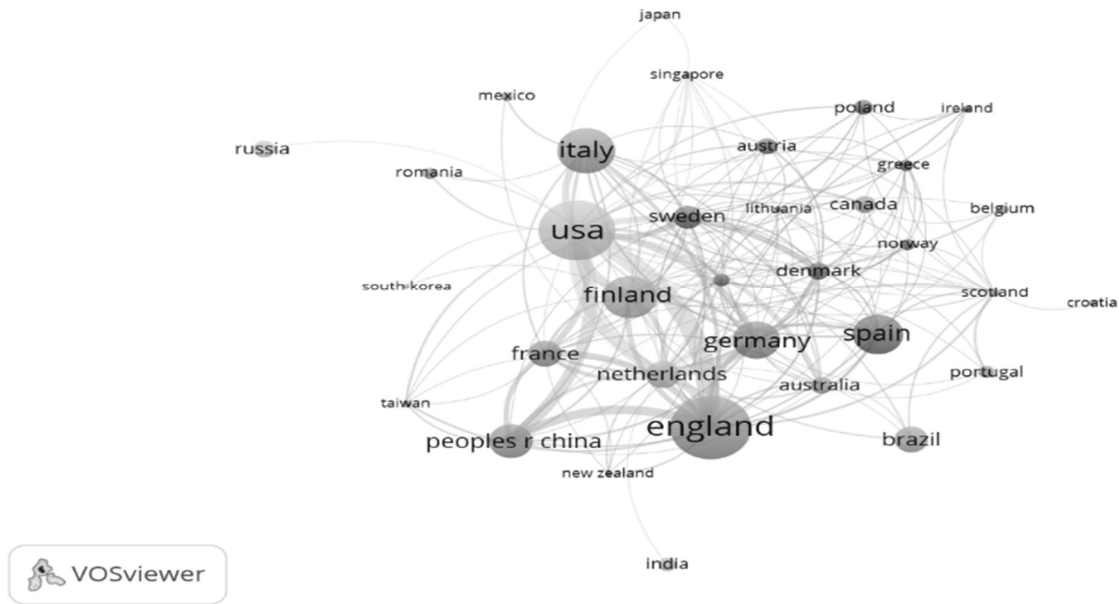 japan
singapore
mexico
poland
ireland
russia
italy
austria
romania
greece
sweden
lithuania
canada
belgium
usa
norway
denmark
south korea
finland
scotland
croatia
germany
spain
france
netherlands
australia
portugal
taiwan
england
peoples r china
brazil
new zealand
india
VOSviewer